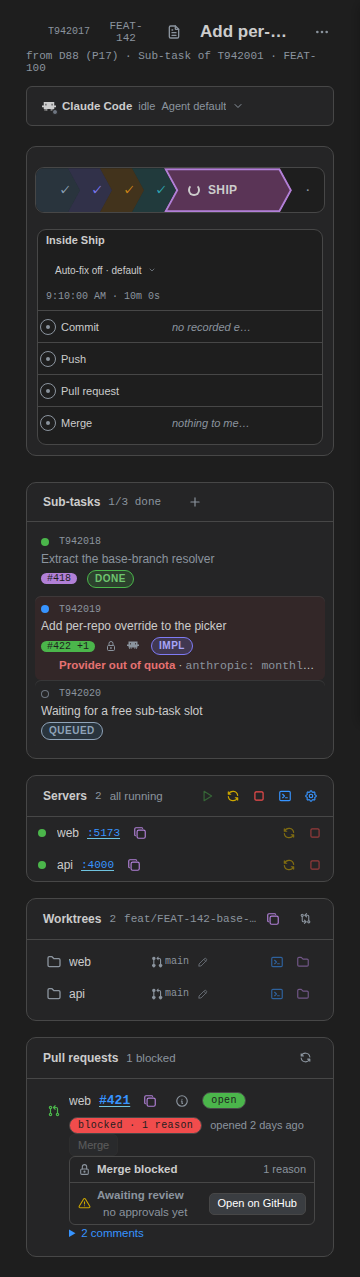 T942017 FEAT-142 Add per-…
from D88 (P17) · Sub-task of T942001 · FEAT-100
Claude Code idle Agent default
SHIP
Inside Ship
Auto-fix off · default
9:10:00 AM · 10m 0s
Commit no recorded e…
Push
Pull request
Merge nothing to me…
Sub-tasks 1/3 done
T942018
Extract the base-branch resolver
#418 DONE
T942019
Add per-repo override to the picker
#422 +1 IMPL
Provider out of quota · anthropic: monthl…
T942020
Waiting for a free sub-task slot
QUEUED
Servers 2 all running
web :5173
api :4000
Worktrees 2 feat/FEAT-142-base-…
web main
api main
Pull requests 1 blocked
web #421 open
blocked · 1 reason opened 2 days ago
Merge
Merge blocked 1 reason
Awaiting review
no approvals yet
Open on GitHub
2 comments